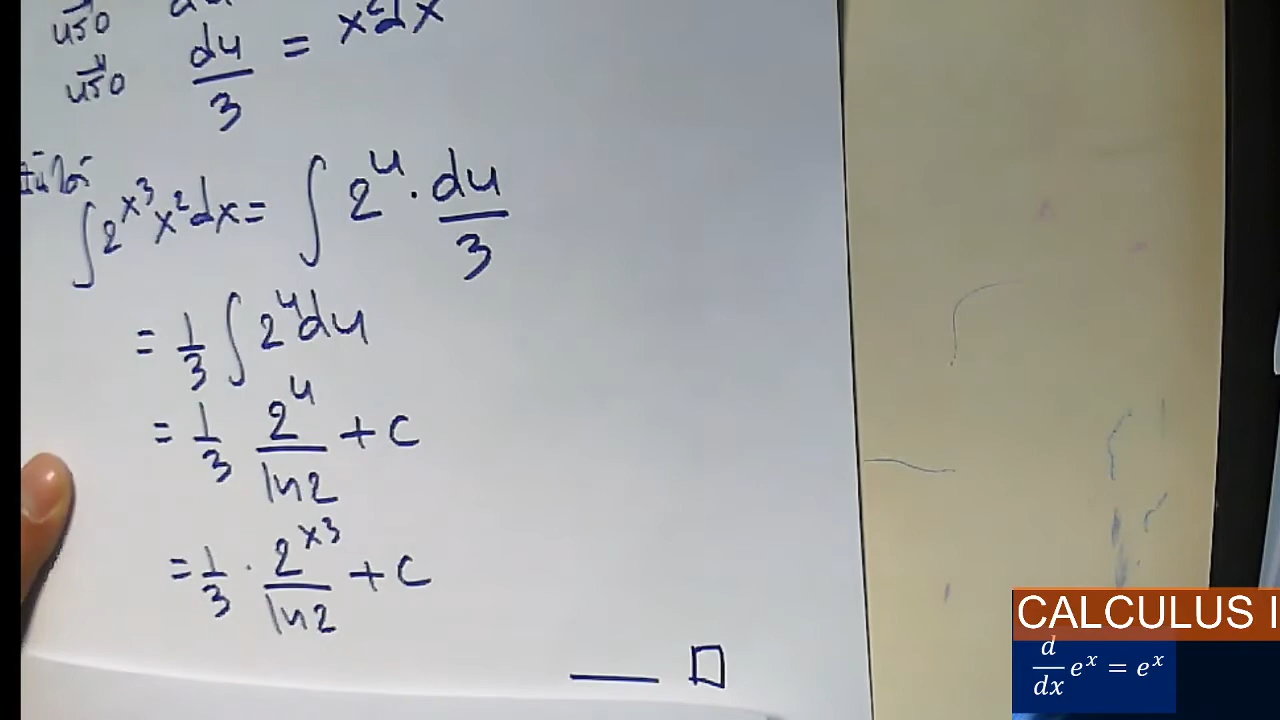 du/3 = x²dx
∫2^{x³}x²dx = ∫2^u · du/3
= 1/3 ∫2^u du
= 1/3 2^u/ln2 + c
= 1/3 · 2^{x³}/ln2 + c
CALCULUS I
d/dx e^x = e^x